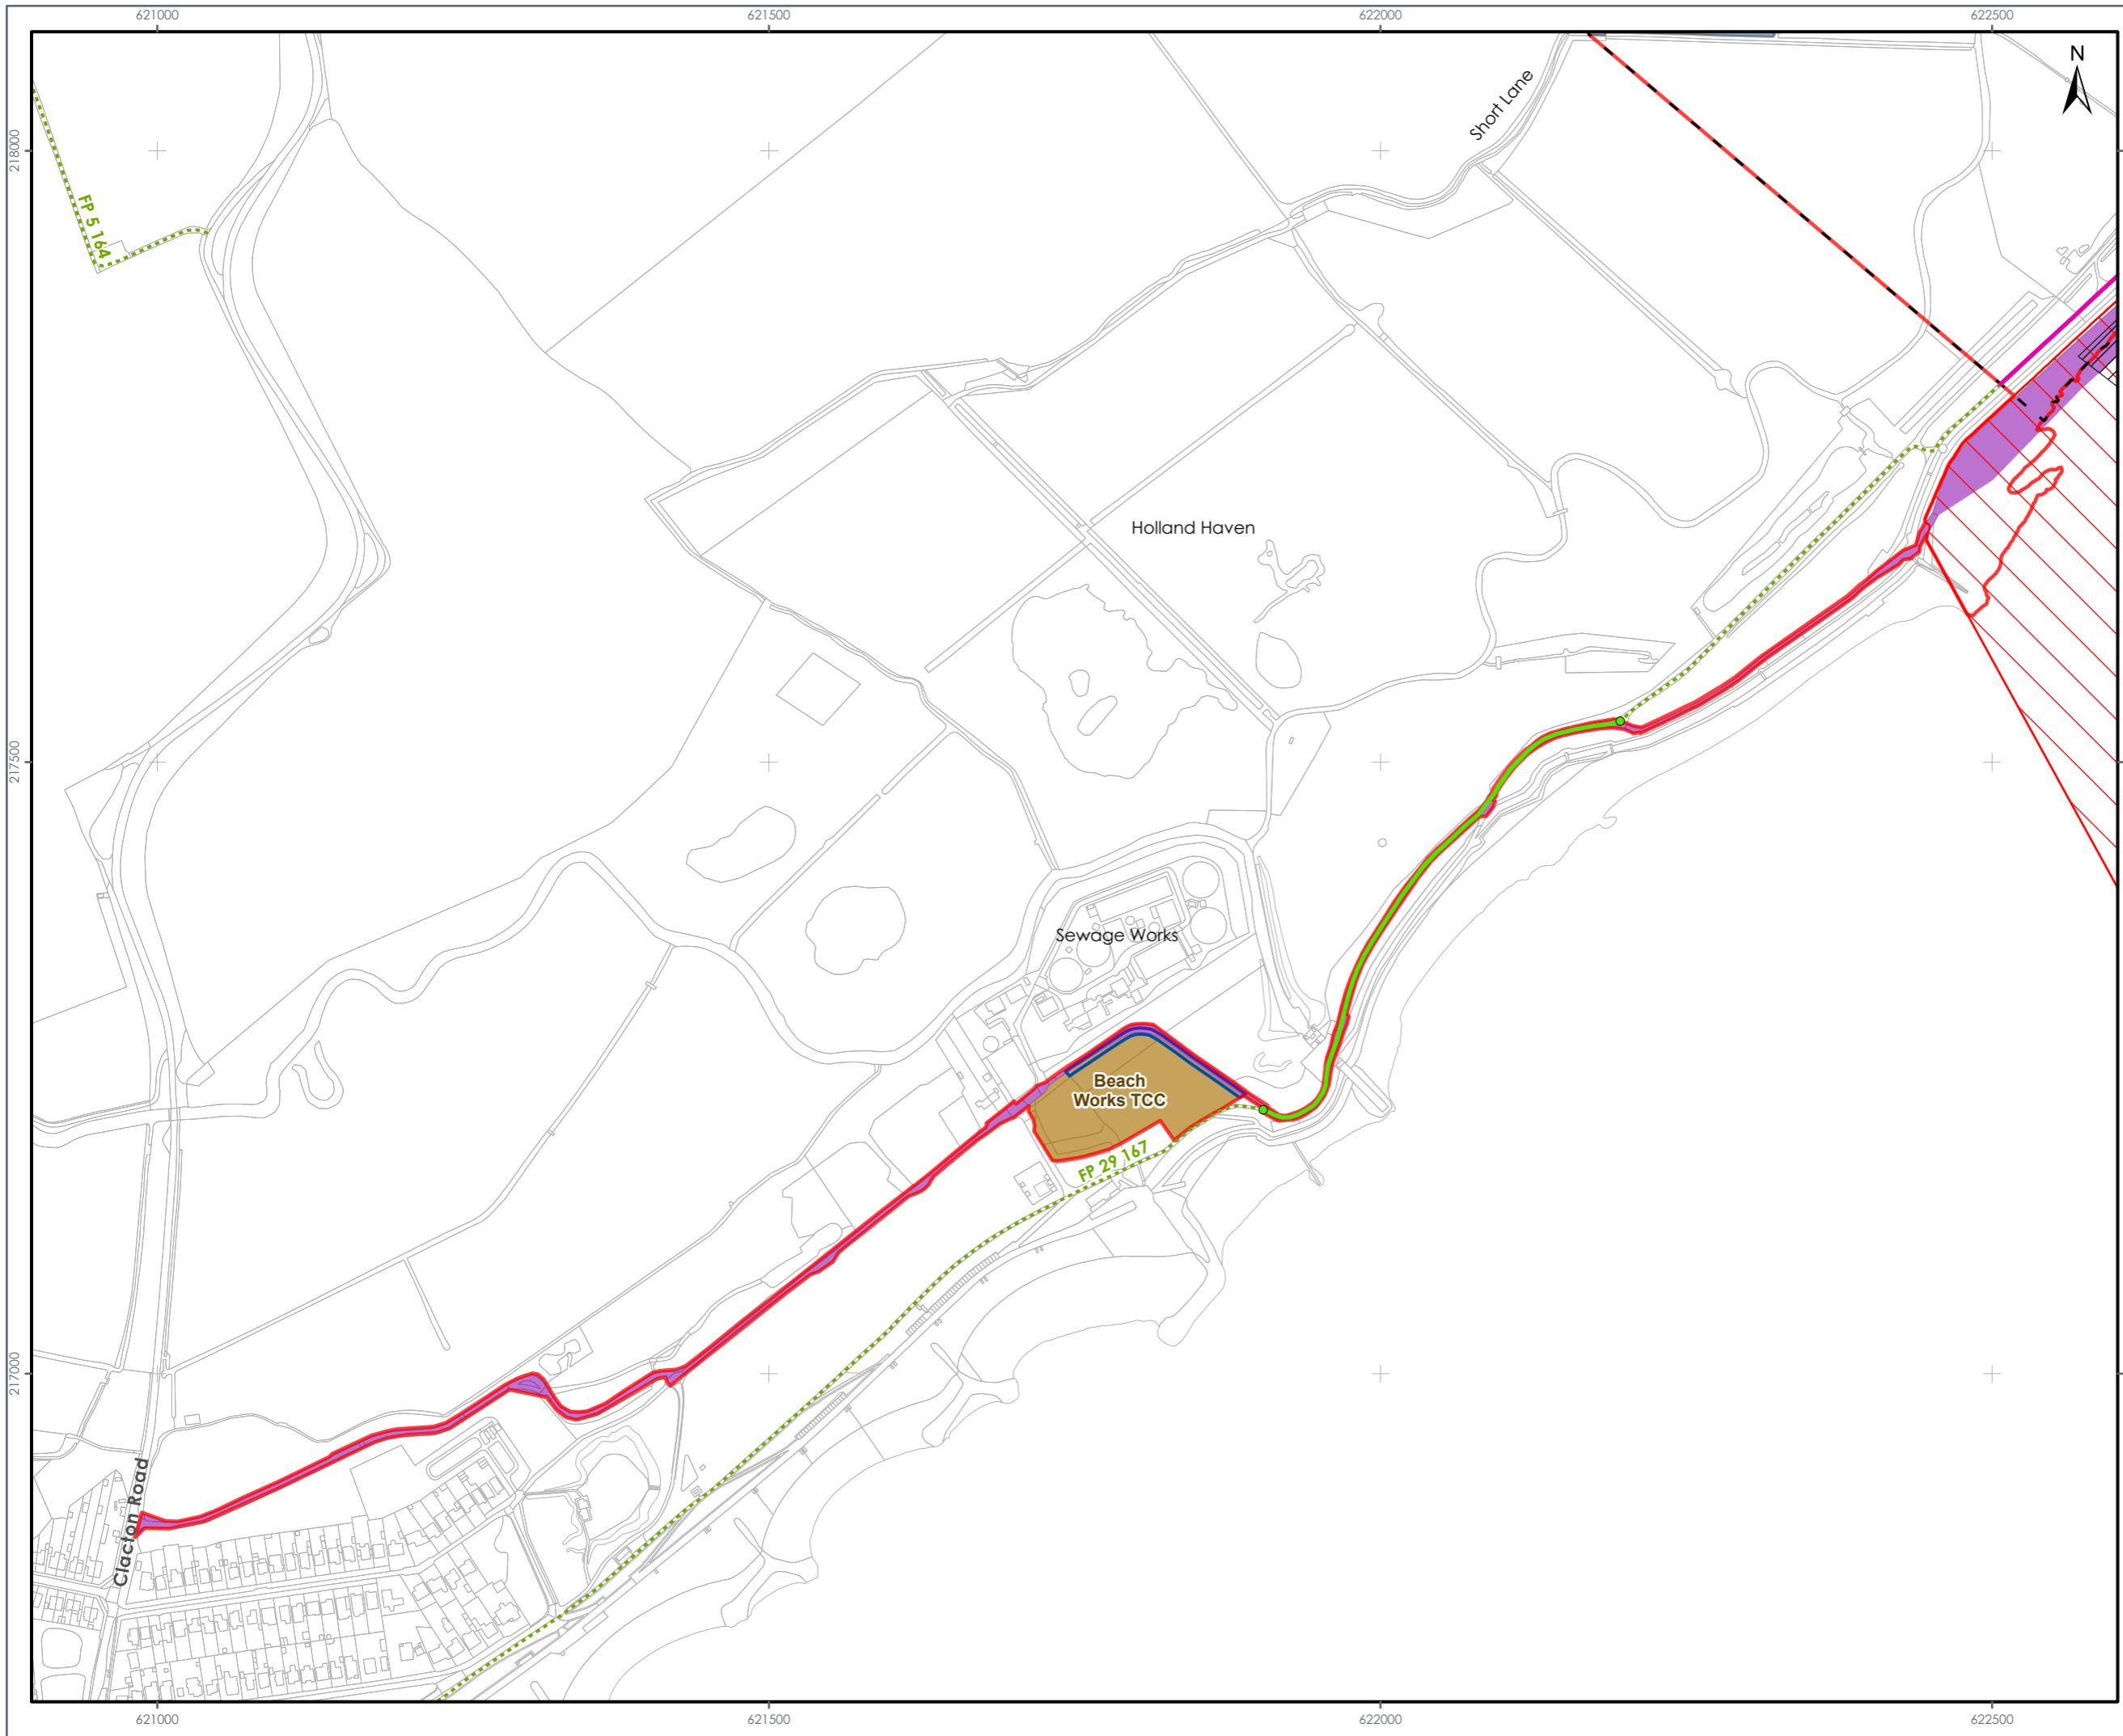 621000
621500
622000
622500
N
218000
Short Lane
FP 5 164
Holland Haven
217500
Sewage Works
Beach
Works TCC
FP 29 167
217000
Clacton Road
621000
621500
622000
622500